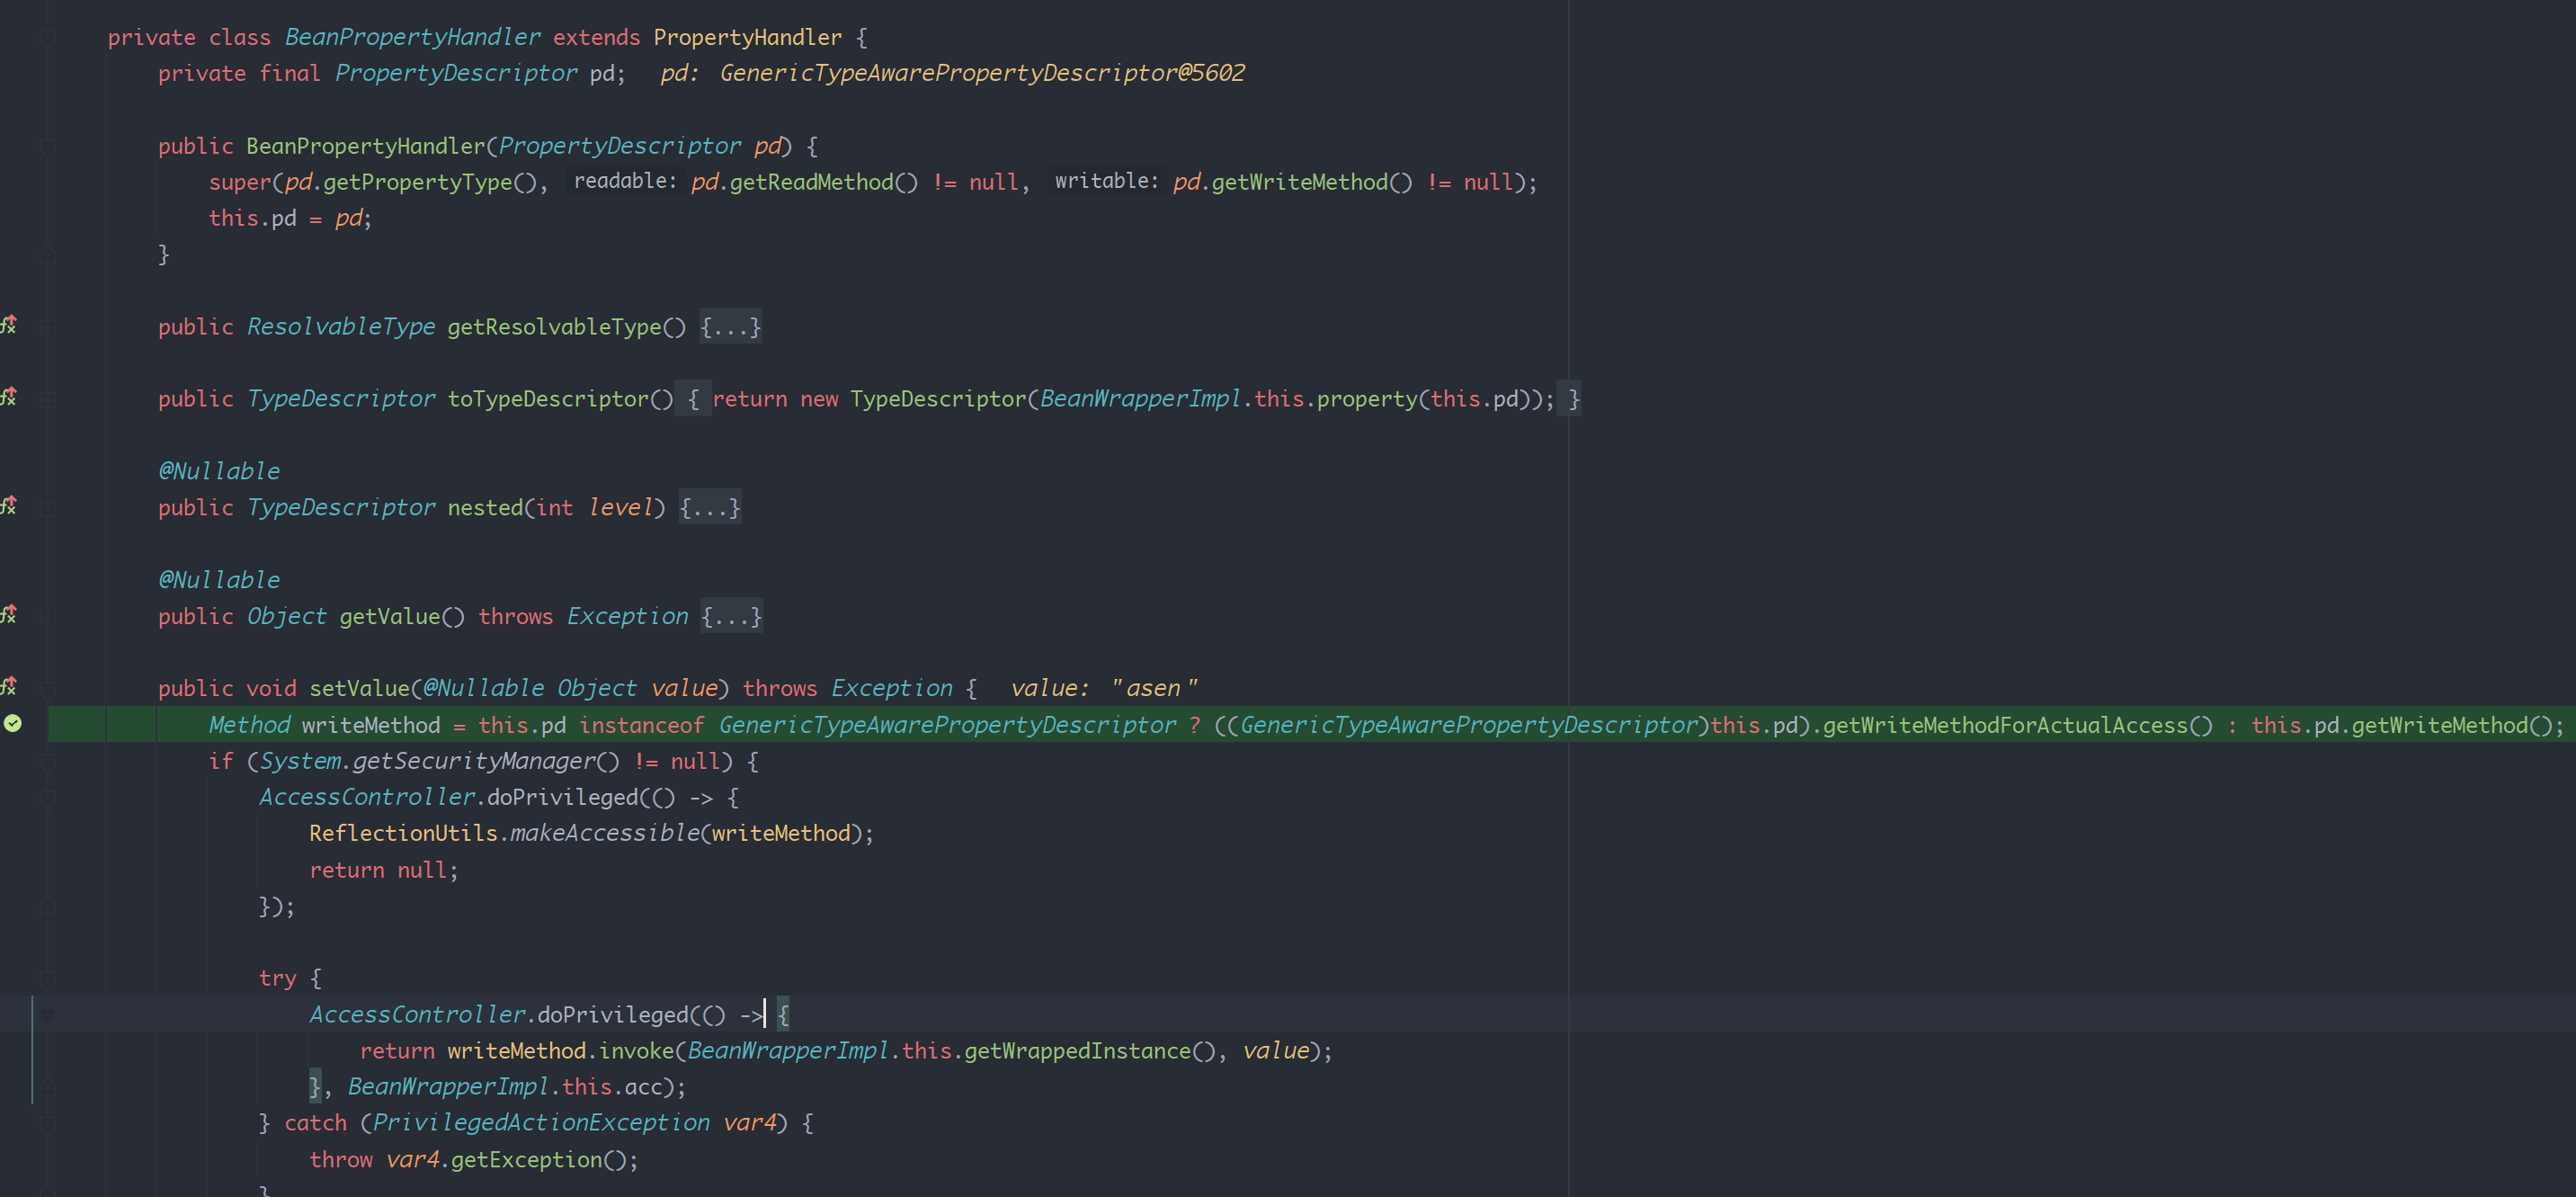 private class BeanPropertyHandler extends PropertyHandler {
private final PropertyDescriptor pd;   pd: GenericTypeAwarePropertyDescriptor@5602
public BeanPropertyHandler(PropertyDescriptor pd) {
super(pd.getPropertyType(), readable: pd.getReadMethod() != null, writable: pd.getWriteMethod() != null);
this.pd = pd;
}
public ResolvableType getResolvableType() {...}
public TypeDescriptor toTypeDescriptor() { return new TypeDescriptor(BeanWrapperImpl.this.property(this.pd)); }
@Nullable
public TypeDescriptor nested(int level) {...}
@Nullable
public Object getValue() throws Exception {...}
public void setValue(@Nullable Object value) throws Exception {   value: "asen"
Method writeMethod = this.pd instanceof GenericTypeAwarePropertyDescriptor ? ((GenericTypeAwarePropertyDescriptor)this.pd).getWriteMethodForActualAccess() : this.pd.getWriteMethod();
if (System.getSecurityManager() != null) {
AccessController.doPrivileged(() -> {
ReflectionUtils.makeAccessible(writeMethod);
return null;
});
try {
AccessController.doPrivileged(() -> {
return writeMethod.invoke(BeanWrapperImpl.this.getWrappedInstance(), value);
}, BeanWrapperImpl.this.acc);
} catch (PrivilegedActionException var4) {
throw var4.getException();
}